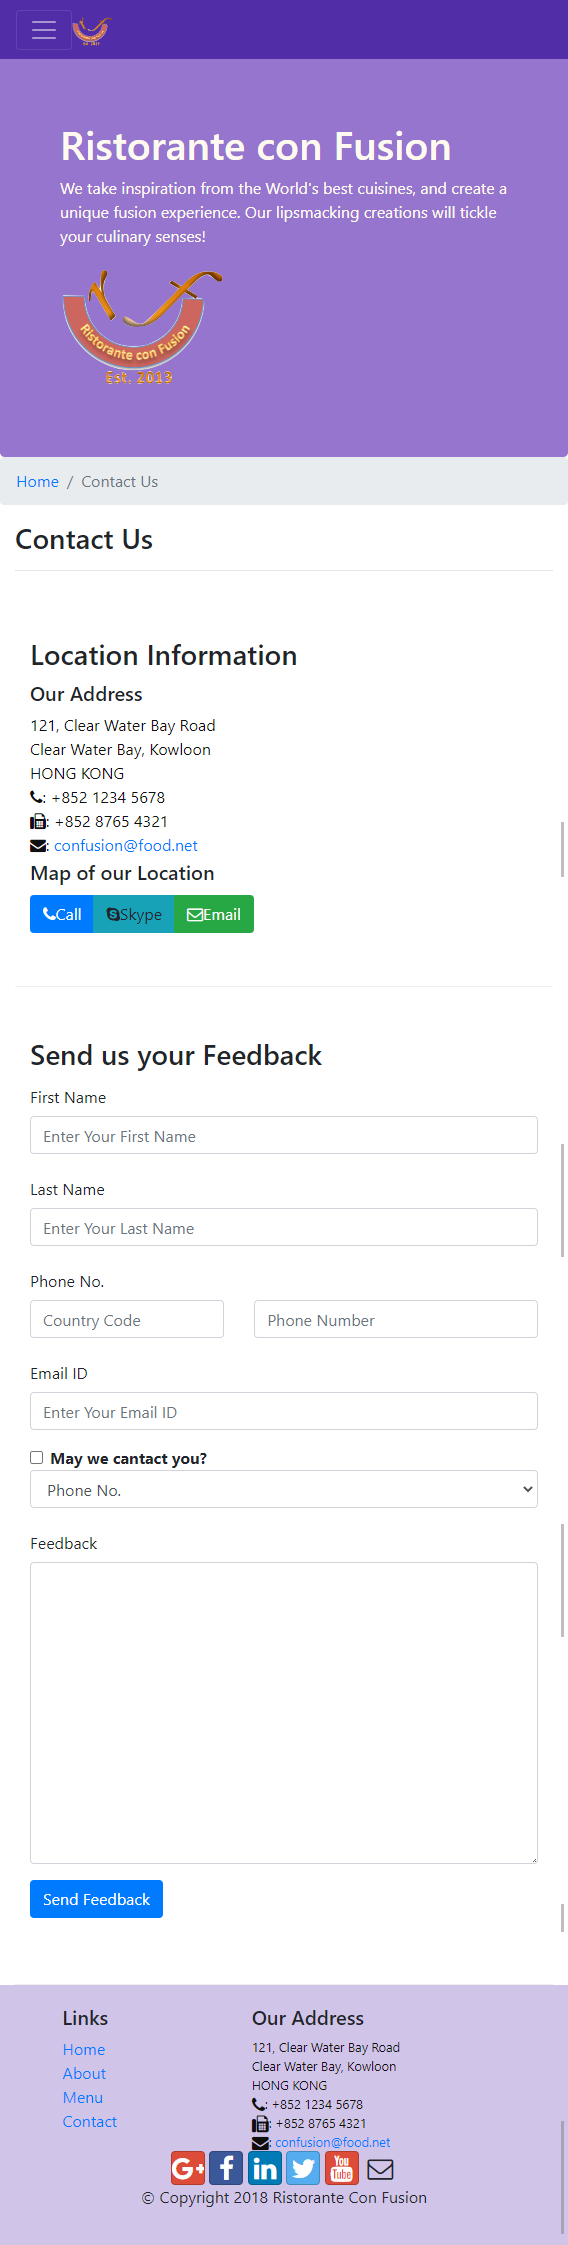 Ristorante con Fusion
We take inspiration from the World's best cuisines, and create a
unique fusion experience. Our lipsmacking creations will tickle
your culinary senses!
Ristorante con Fusion
Est. 2013
Home / Contact Us
Contact Us
Location Information
Our Address
121, Clear Water Bay Road
Clear Water Bay, Kowloon
HONG KONG
: +852 1234 5678
: +852 8765 4321
: confusion@food.net
Map of our Location
Call Skype Email
Send us your Feedback
First Name
Enter Your First Name
Last Name
Enter Your Last Name
Phone No.
Country Code Phone Number
Email ID
Enter Your Email ID
May we cantact you?
Phone No.
Feedback
Send Feedback
Links
Home
About
Menu
Contact
Our Address
121, Clear Water Bay Road
Clear Water Bay, Kowloon
HONG KONG
: +852 1234 5678
: +852 8765 4321
: confusion@food.net
G+ f in You Tube
© Copyright 2018 Ristorante Con Fusion